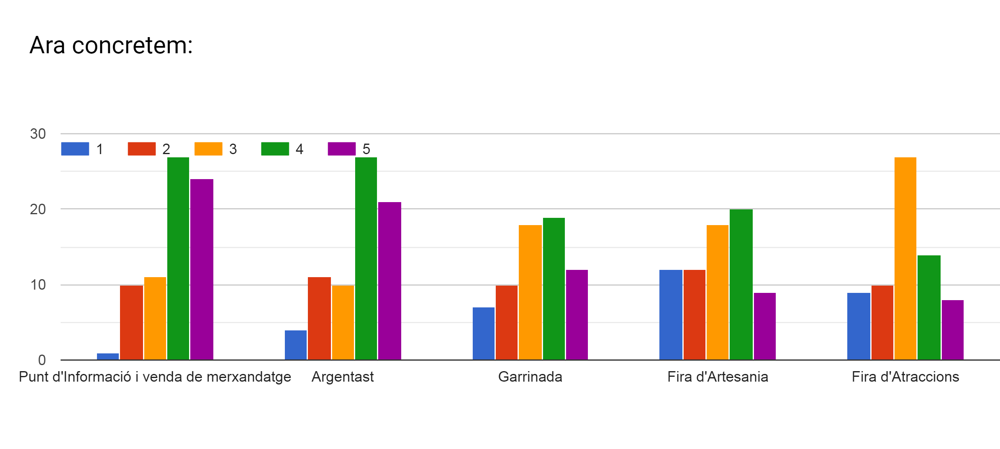 Ara concretem:
30
1 2 3 4 5
20
10
0
Punt d'Informació i venda de merxandatge Argentast Garrinada Fira d'Artesania Fira d'Atraccions